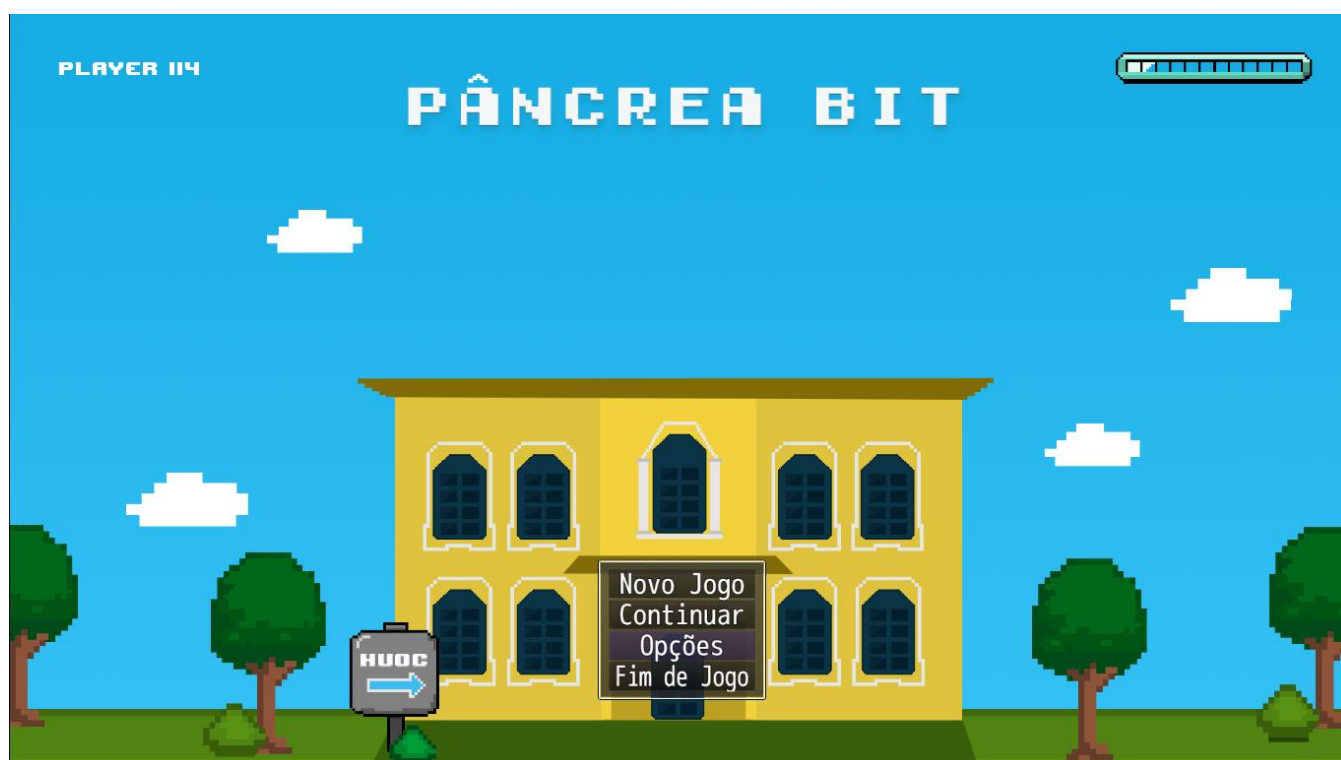 PLAYER 114
PÂNCREA BIT
Novo Jogo
Continuar
Opções
Fim de Jogo
HUOC